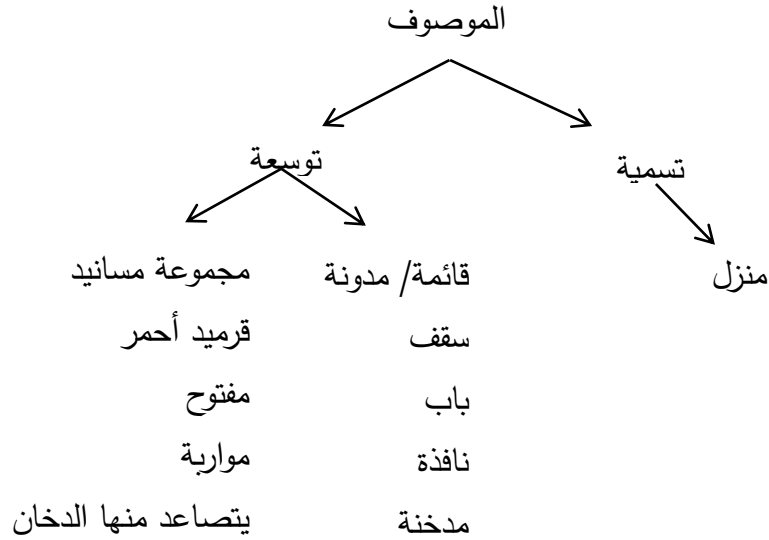 الموصوف
تسمية توسعة
منزل قائمة/ مدونة مجموعة مسانيد
سقف قرميد أحمر
باب مفتوح
نافذة مواربة
مدخنة يتصاعد منها الدخان